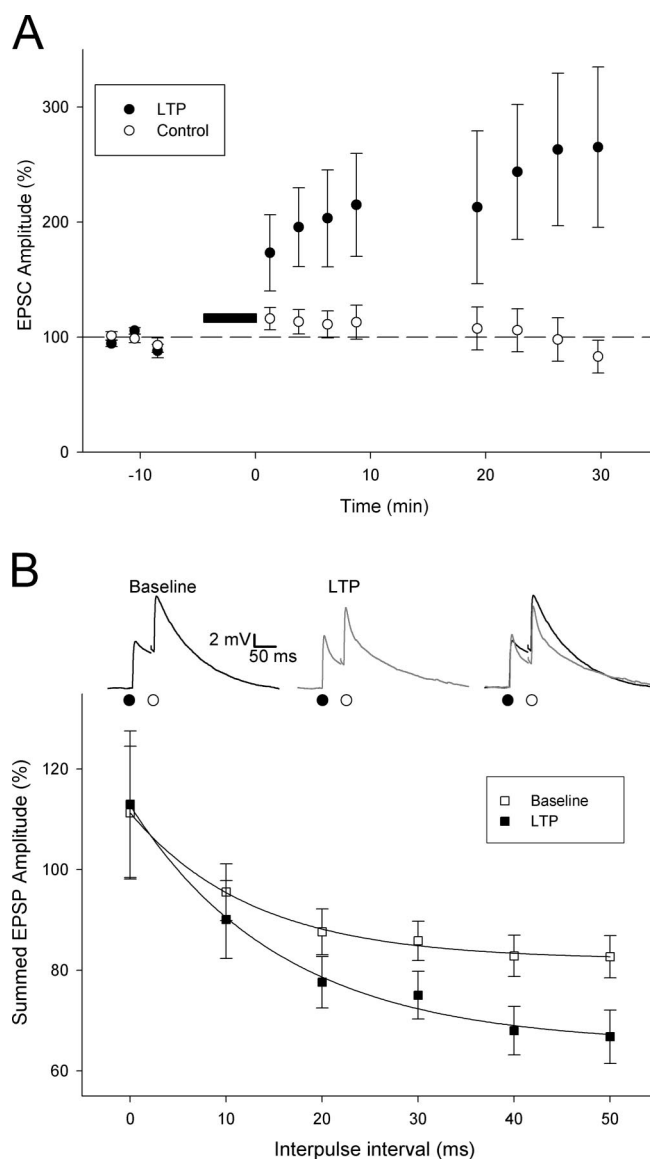 A
300
200
100
0
EPSC Amplitude (%)
LTP
Control
-10 0 10 20 30
Time (min)
B
Baseline
LTP
2 mV
50 ms
120
100
80
60
Summed EPSP Amplitude (%)
Baseline
LTP
0 10 20 30 40 50
Interpulse interval (ms)